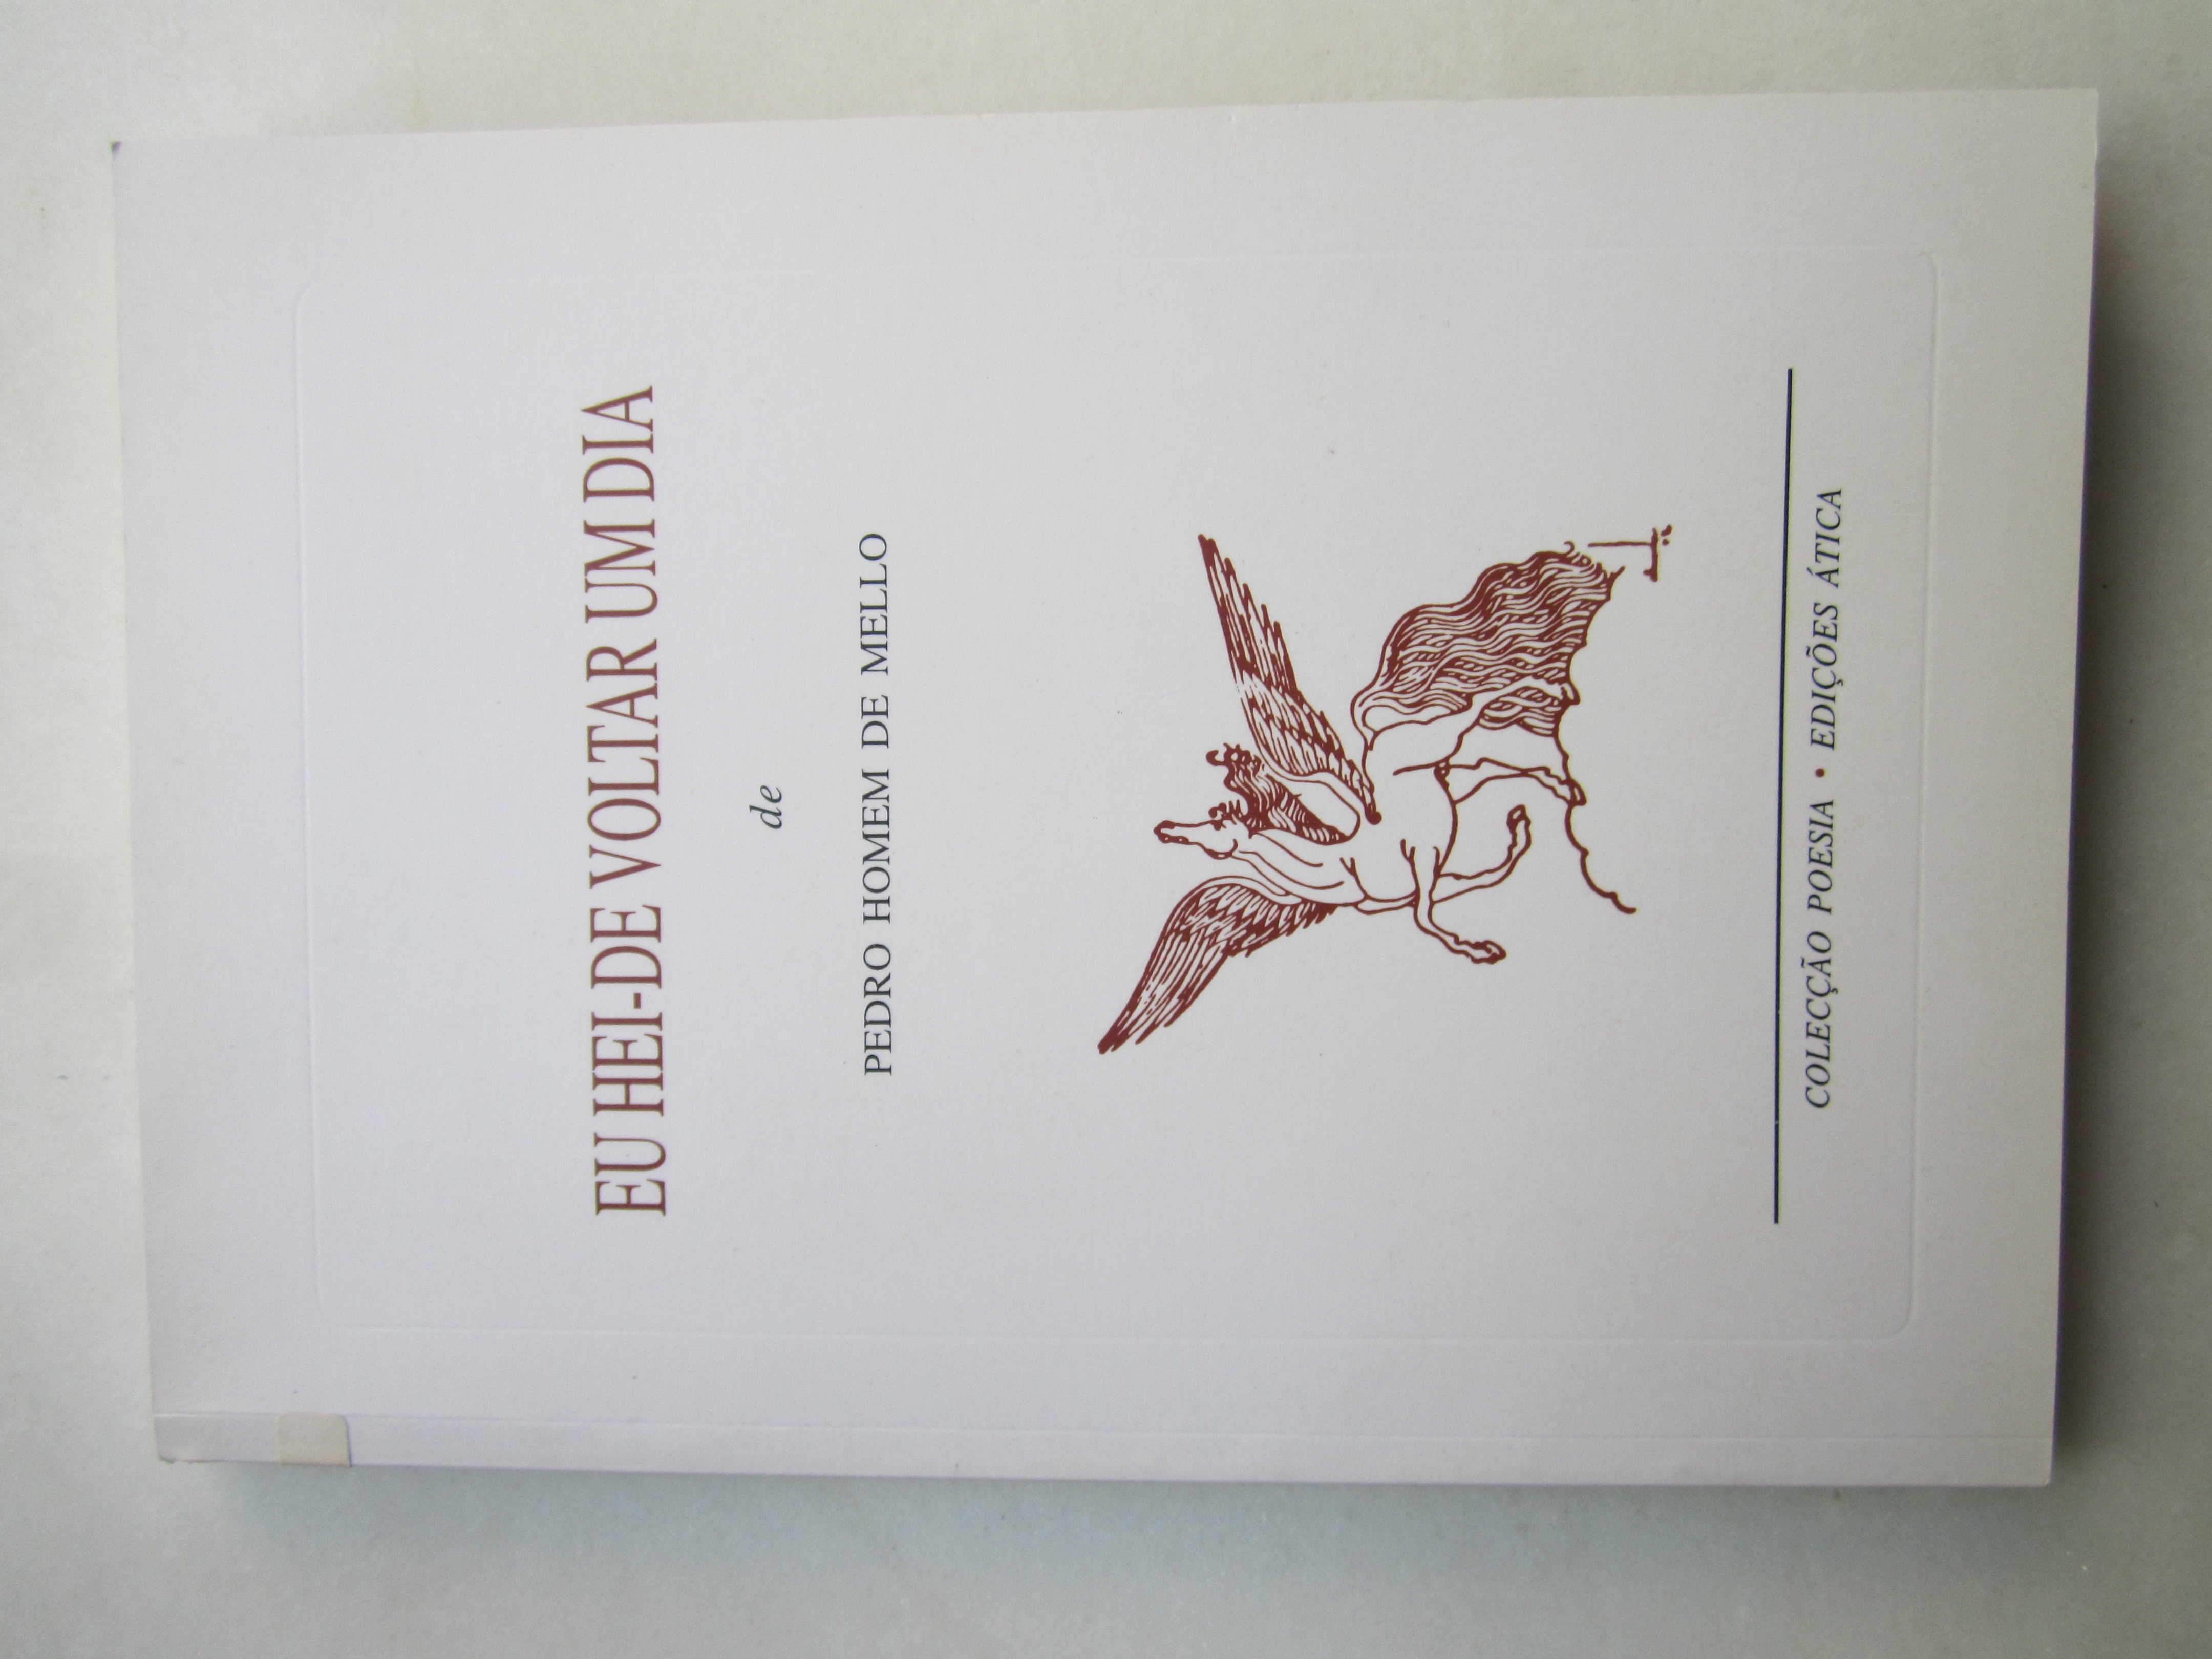 EU HEI-DE VOLTAR UM DIA
de
PEDRO HOMEM DE MELLO
COLECÇÃO POESIA • EDIÇÕES ÁTICA